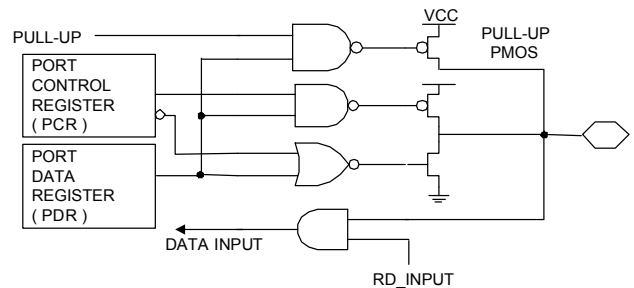 VCC
PULL-UP
PULL-UP
PMOS
PORT
CONTROL
REGISTER
( PCR )
PORT
DATA
REGISTER
( PDR )
DATA INPUT
RD_INPUT